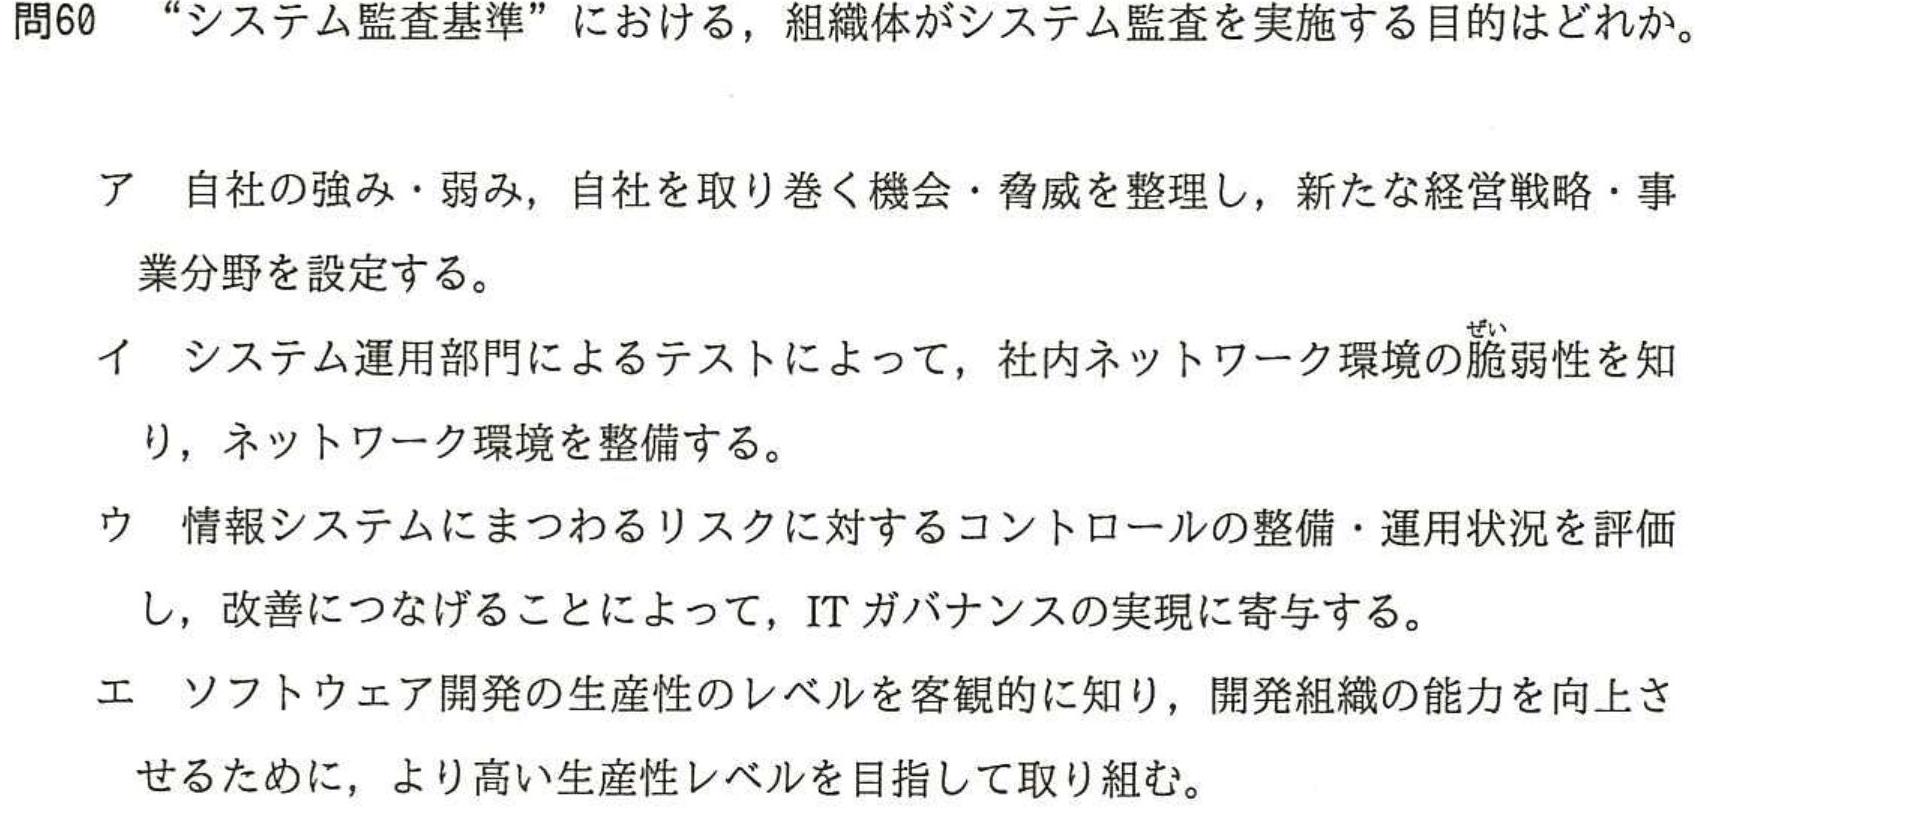 問60 “システム監査基準”における，組織体がシステム監査を実施する目的はどれか。
ア 自社の強み・弱み，自社を取り巻く機会・脅威を整理し，新たな経営戦略・事
業分野を設定する。
ぜい
イ システム運用部門によるテストによって，社内ネットワーク環境の脆弱性を知
り，ネットワーク環境を整備する。
ウ 情報システムにまつわるリスクに対するコントロールの整備・運用状況を評価
し，改善につなげることによって，IT ガバナンスの実現に寄与する。
エ ソフトウェア開発の生産性のレベルを客観的に知り，開発組織の能力を向上さ
せるために，より高い生産性レベルを目指して取り組む。